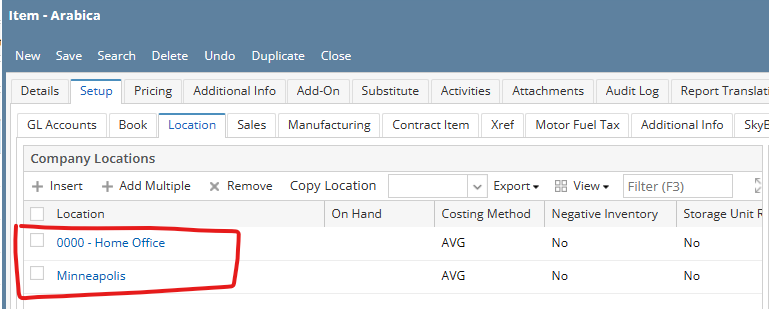 Item - Arabica
New Save Search Delete Undo Duplicate Close
Details Setup Pricing Additional Info Add-On Substitute Activities Attachments Audit Log Report Translati
GL Accounts Book Location Sales Manufacturing Contract Item Xref Motor Fuel Tax Additional Info SkyB
Company Locations
Insert Add Multiple Remove Copy Location Export View Filter (F3)
Location On Hand Costing Method Negative Inventory Storage Unit R
0000 - Home Office AVG No No
Minneapolis AVG No No